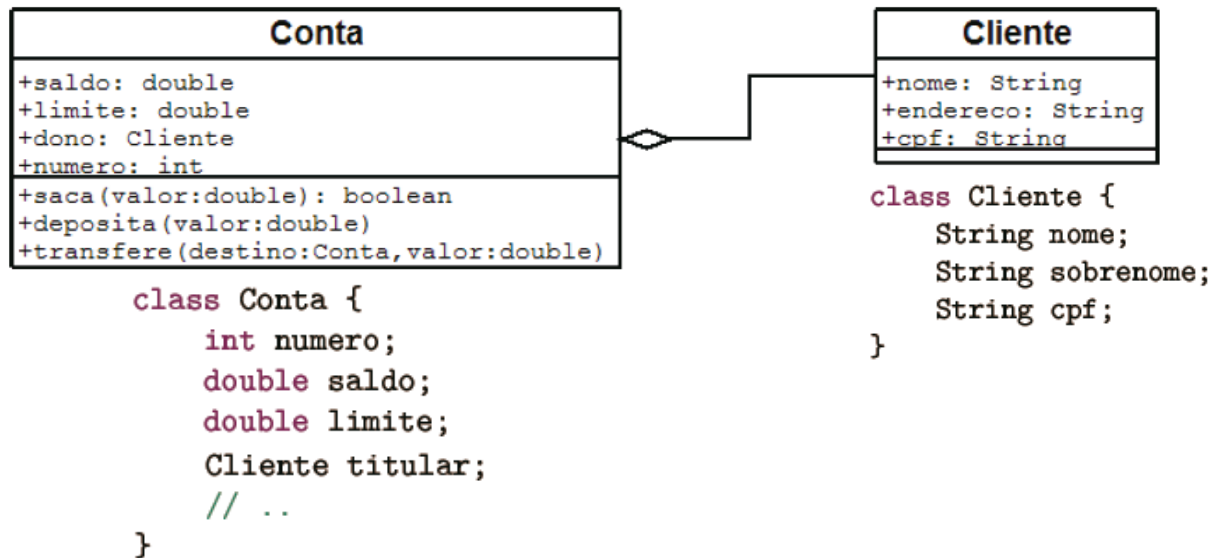 Conta
+saldo: double
+limite: double
+dono: Cliente
+numero: int
+saca(valor:double): boolean
+deposita(valor:double)
+transfere(destino:Conta,valor:double)
class Conta {
int numero;
double saldo;
double limite;
Cliente titular;
// ..
}
Cliente
+nome: String
+endereco: String
+cpf: String
class Cliente {
String nome;
String sobrenome;
String cpf;
}